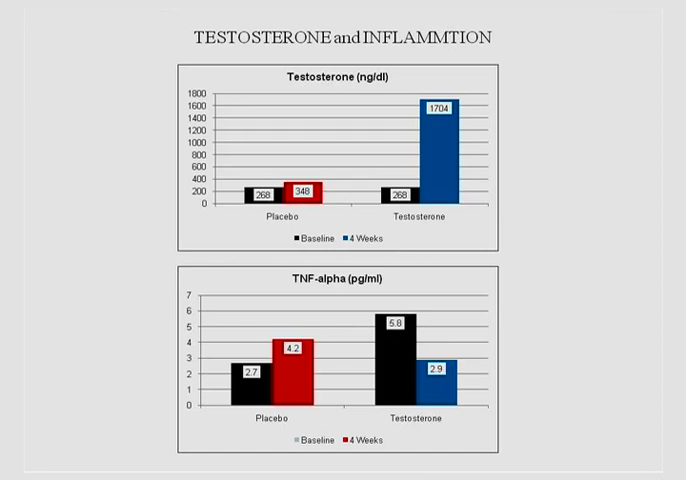 TESTOSTERONE and INFLAMMTION
Testosterone (ng/dl)
1800
1600
1400
1200
1000
800
600
400
200
0
268
348
268
1704
Placebo
Testosterone
Baseline
4 Weeks
TNF-alpha (pg/ml)
7
6
5
4
3
2
1
0
2.7
4.2
5.8
2.9
Placebo
Testosterone
Baseline
4 Weeks